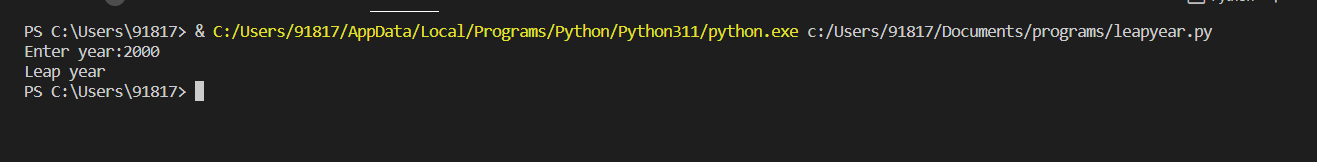 PS C:\Users\91817> & C:/Users/91817/AppData/Local/Programs/Python/Python311/python.exe c:/Users/91817/Documents/programs/leapyear.py
Enter year:2000
Leap year
PS C:\Users\91817>